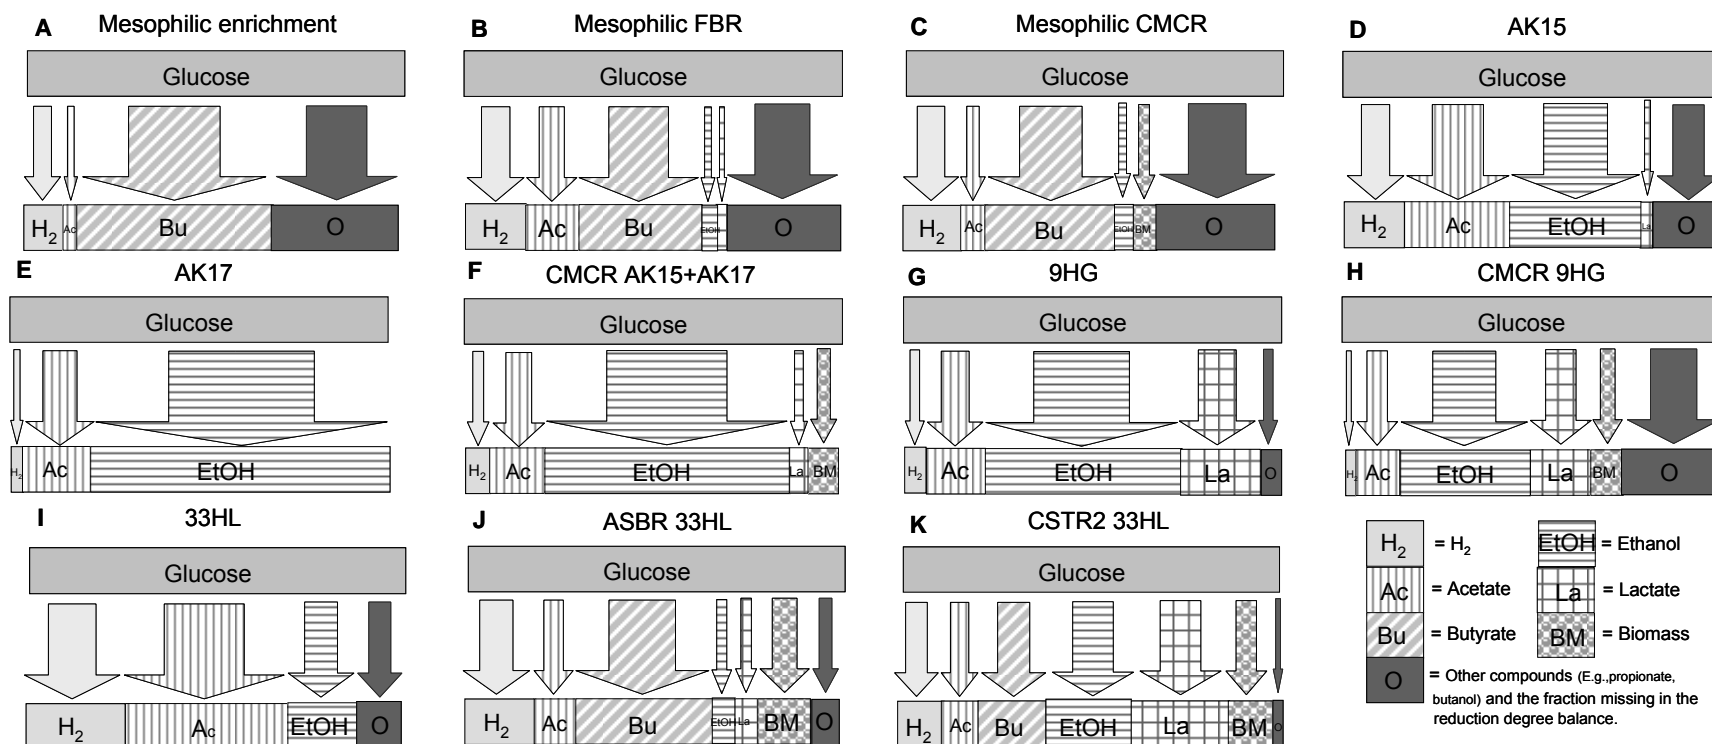 A Mesophilic enrichment
Glucose
H2 Ac Bu O
B Mesophilic FBR
Glucose
H2 Ac Bu EtOH O
C Mesophilic CMCR
Glucose
H2 Ac Bu EtOH BM O
D AK15
Glucose
H2 Ac EtOH La O
E AK17
Glucose
H2 Ac EtOH
F CMCR AK15+AK17
Glucose
H2 Ac EtOH La BM
G 9HG
Glucose
H2 Ac EtOH La O
H CMCR 9HG
Glucose
H2 Ac EtOH La BM O
I 33HL
Glucose
H2 Ac EtOH O
J ASBR 33HL
Glucose
H2 Ac Bu EtOH La BM O
K CSTR2 33HL
Glucose
H2 Ac Bu EtOH La BM O
H2 = H2
EtOH = Ethanol
Ac = Acetate
La = Lactate
Bu = Butyrate
BM = Biomass
O = Other compounds (E.g.,propionate,
butanol) and the fraction missing in the
reduction degree balance.